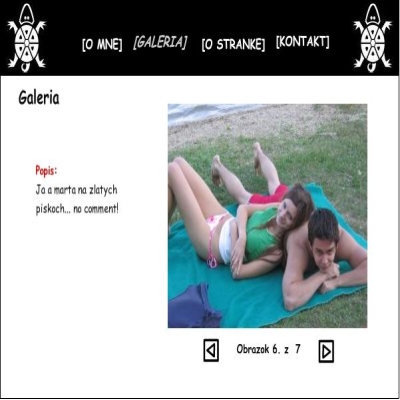 [O MNE] [GALERIA] [O STRANKE] [KONTAKT]
Galeria
Popis:
Ja a marta na zlatych
piskoch... no comment!
Obrazok 6. z 7